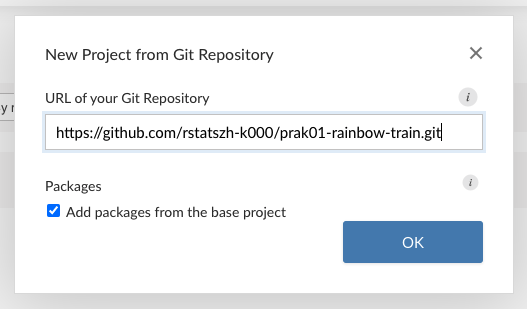 New Project from Git Repository
URL of your Git Repository
https://github.com/rstatszh-k000/prak01-rainbow-train.git
Packages
Add packages from the base project
OK